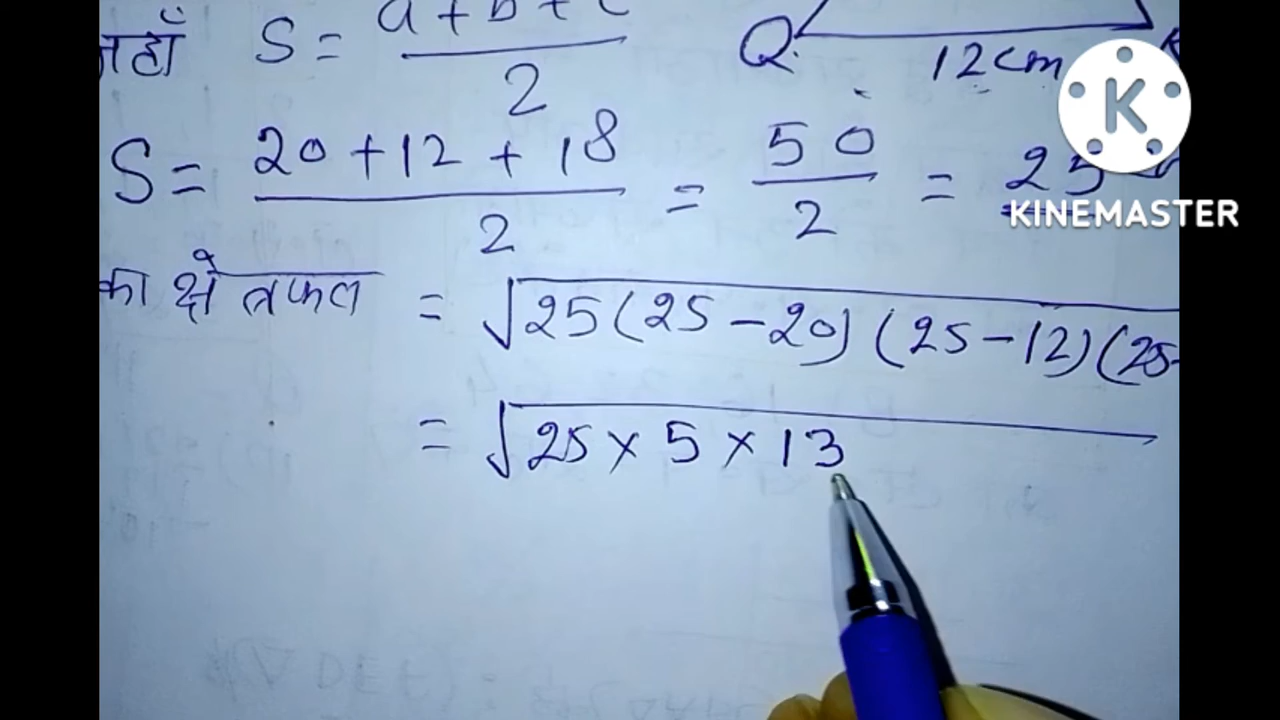 जहाँ S = a + b + c / 2
Q 12cm
S = 20 + 12 + 18 / 2 = 50 / 2 = 25
KINEMASTER
का क्षेत्रफल = √25(25 - 20) (25 - 12) (25 -
= √25 × 5 × 13